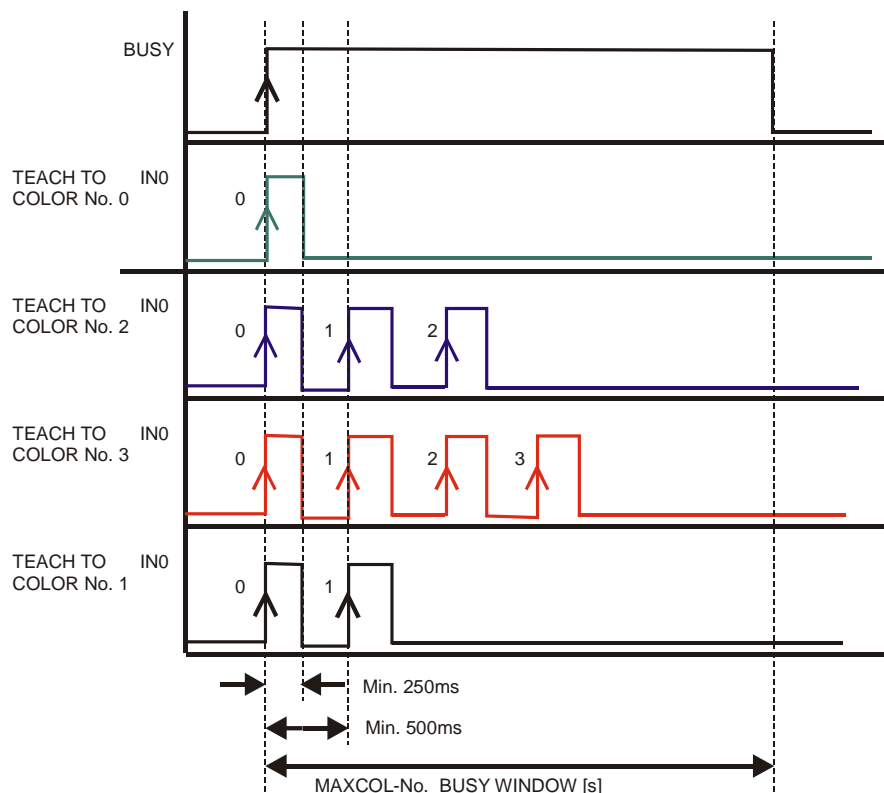 BUSY
TEACH TO IN0
COLOR No. 0
0
TEACH TO IN0
COLOR No. 2
0 1 2
TEACH TO IN0
COLOR No. 3
0 1 2 3
TEACH TO IN0
COLOR No. 1
0 1
Min. 250ms
Min. 500ms
MAXCOL-No. BUSY WINDOW [s]